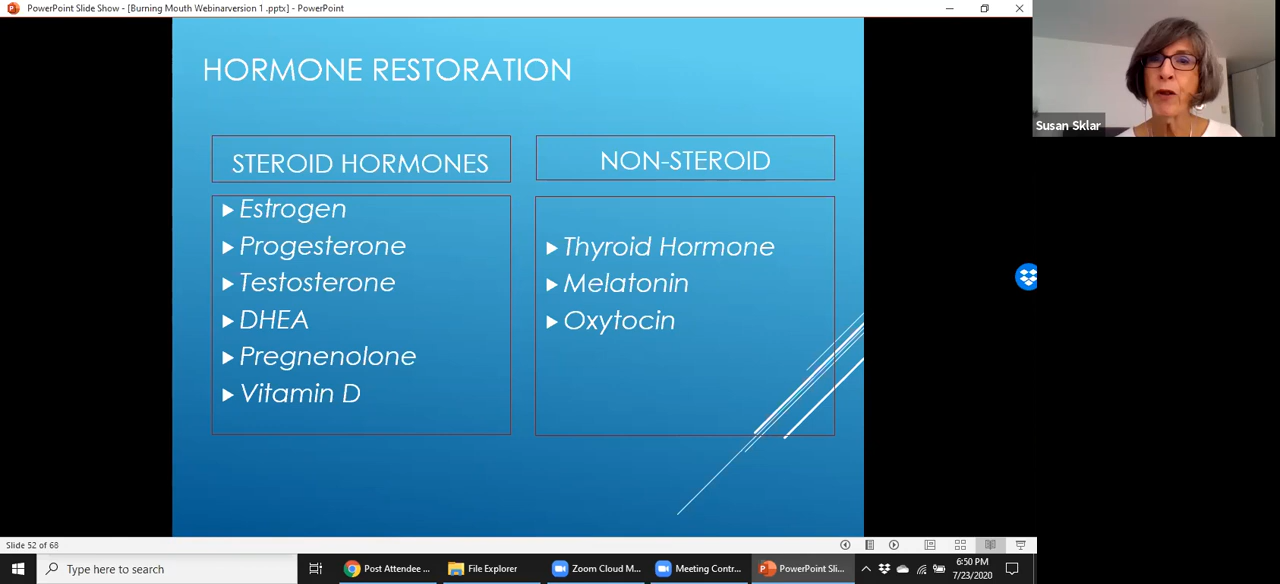 PowerPoint Slide Show - [Burning Mouth Webinarversion 1 .pptx] - PowerPoint
HORMONE RESTORATION
STEROID HORMONES
Estrogen
Progesterone
Testosterone
DHEA
Pregnenolone
Vitamin D
NON-STEROID
Thyroid Hormone
Melatonin
Oxytocin
Susan Sklar
Slide 52 of 68
Type here to search
Post Attendee ...
File Explorer
Zoom Cloud M...
Meeting Contr...
PowerPoint Sli...
6:50 PM
7/23/2020